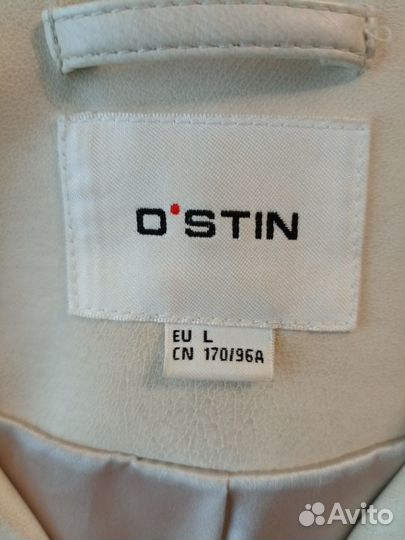 O'STIN
EU L
CN 170/96A
Avito